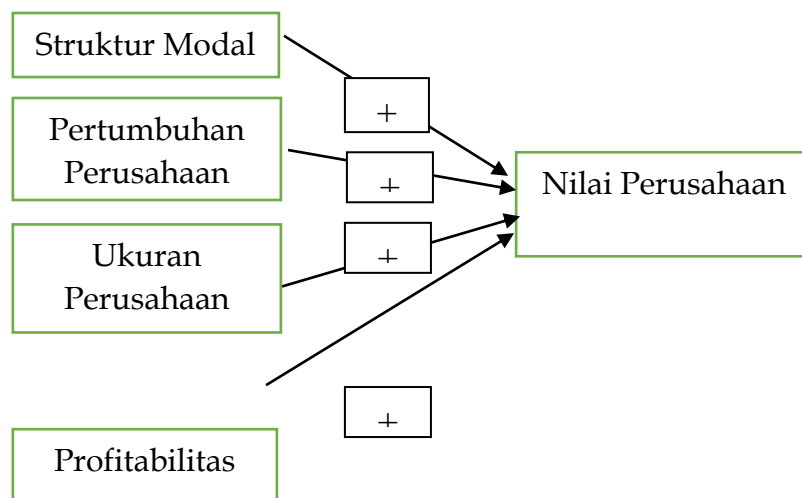 Struktur Modal
+
Pertumbuhan
Perusahaan
+
Nilai Perusahaan
Ukuran
Perusahaan
+
+
Profitabilitas